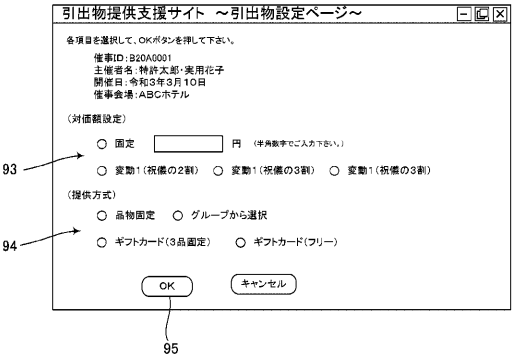 引出物提供支援サイト ～引出物設定ページ～
各項目を選択して、OKボタンを押して下さい。
催事ID:B20A0001
主催者名:特許太郎・実用花子
開催日:令和3年3月10日
催事会場:ABCホテル
(対価額設定)
固定 円 (半角数字でご入力下さい。)
93
変動1(祝儀の2割) 変動1(祝儀の3割) 変動1(祝儀の3割)
(提供方式)
品物固定 グループから選択
94
ギフトカード(3品固定) ギフトカード(フリー)
OK キャンセル
95